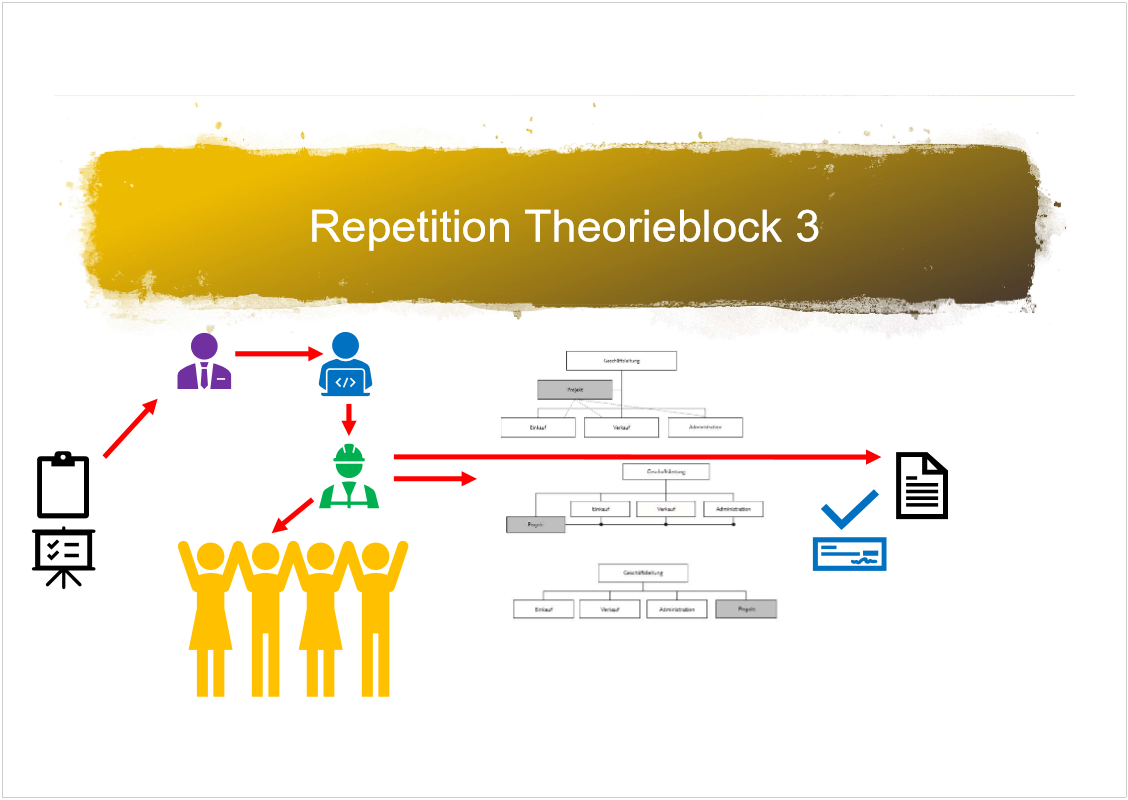 Repetition Theorieblock 3
</>
Geschäftsleitung
Projekt
Einkauf
Verkauf
Administration
Geschäftsleitung
Einkauf
Verkauf
Administration
Projekt
Geschäftsleitung
Einkauf
Verkauf
Administration
Projekt